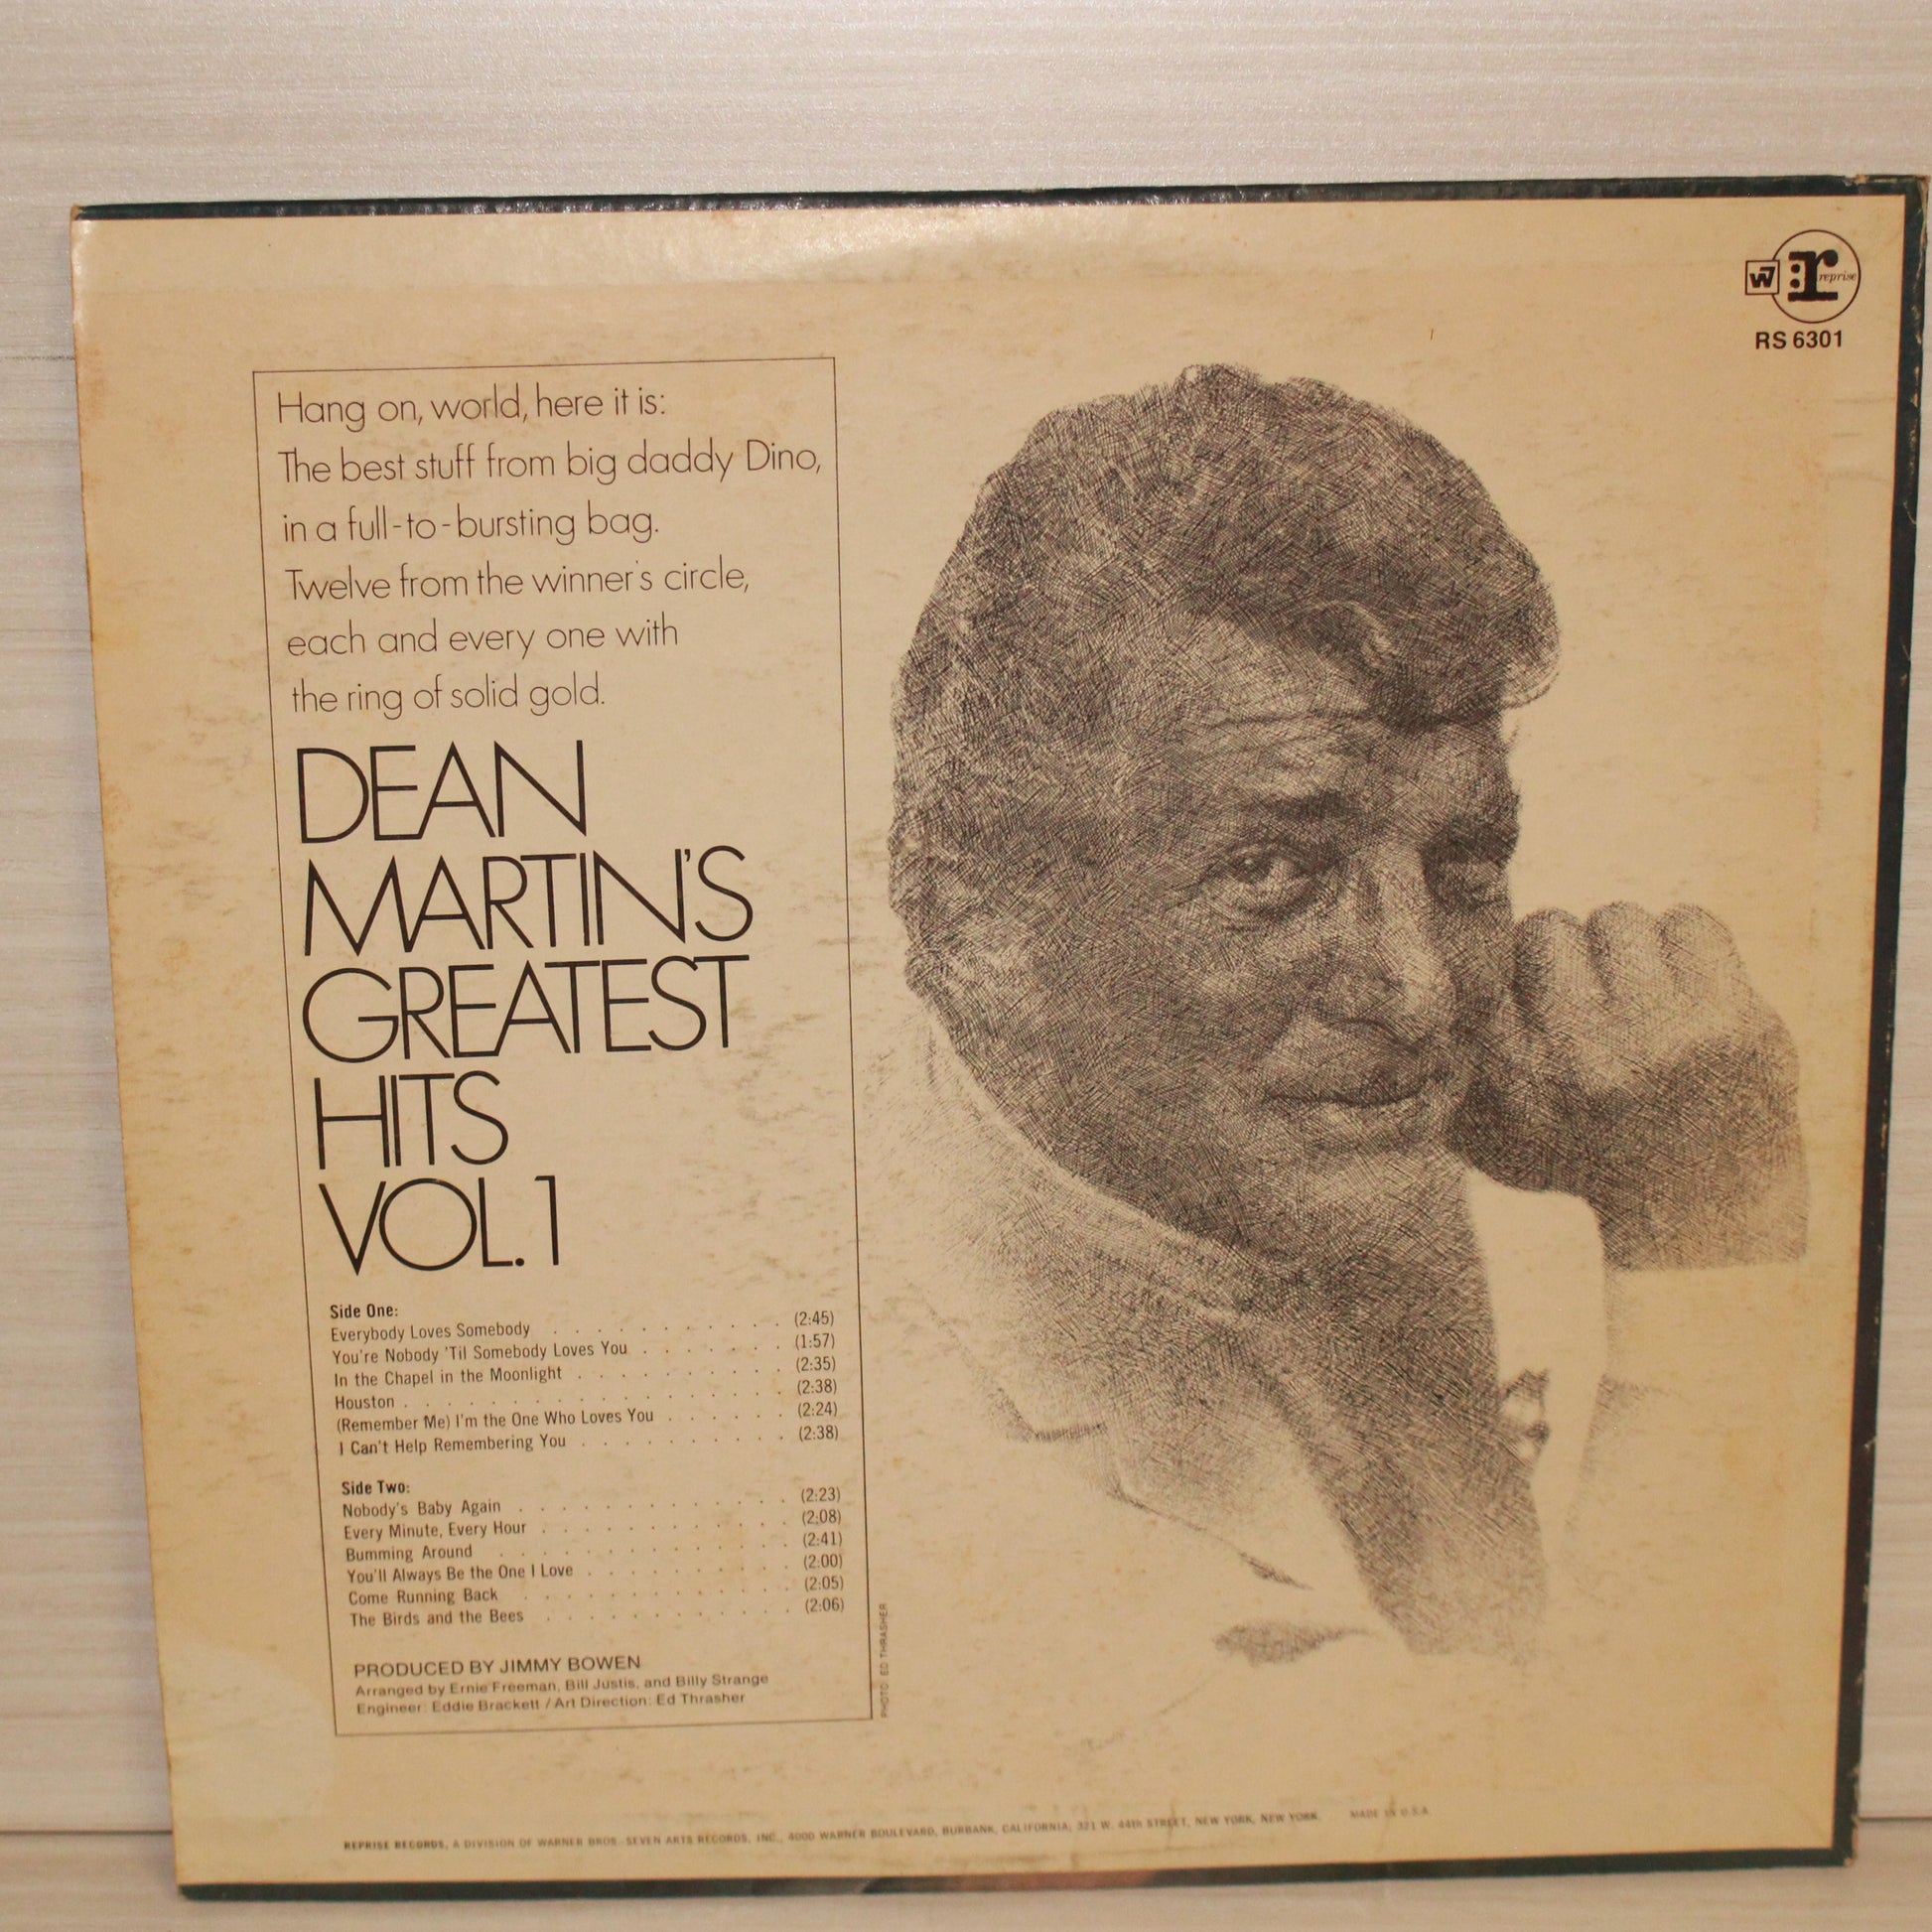 W7 r: reprise
RS 6301
Hang on, world, here it is:
The best stuff from big daddy Dino,
in a full-to-bursting bag.
Twelve from the winner's circle,
each and every one with
the ring of solid gold.
DEAN
MARTIN'S
GREATEST
HITS
VOL. 1
Side One:
Everybody Loves Somebody . . . . . . . . . . . (2:45)
You're Nobody 'Til Somebody Loves You . . . . . . . (1:57)
In the Chapel in the Moonlight . . . . . . . . . . (2:35)
Houston . . . . . . . . . . . . . . . . (2:38)
(Remember Me) I'm the One Who Loves You . . . . . . (2:24)
I Can't Help Remembering You . . . . . . . . . . (2:38)
Side Two:
Nobody's Baby Again . . . . . . . . . . . . . (2:23)
Every Minute, Every Hour . . . . . . . . . . . . (2:08)
Bumming Around . . . . . . . . . . . . . . (2:41)
You'll Always Be the One I Love . . . . . . . . . . (2:00)
Come Running Back . . . . . . . . . . . . . (2:05)
The Birds and the Bees . . . . . . . . . . . . (2:06)
PRODUCED BY JIMMY BOWEN
Arranged by Ernie Freeman, Bill Justis, and Billy Strange
Engineer: Eddie Brackett / Art Direction: Ed Thrasher
PHOTO: ED THRASHER
REPRISE RECORDS, A DIVISION OF WARNER BROS.-SEVEN ARTS RECORDS, INC., 4000 WARNER BOULEVARD, BURBANK, CALIFORNIA, 321 W. 44th STREET, NEW YORK, NEW YORK. MADE IN U.S.A.